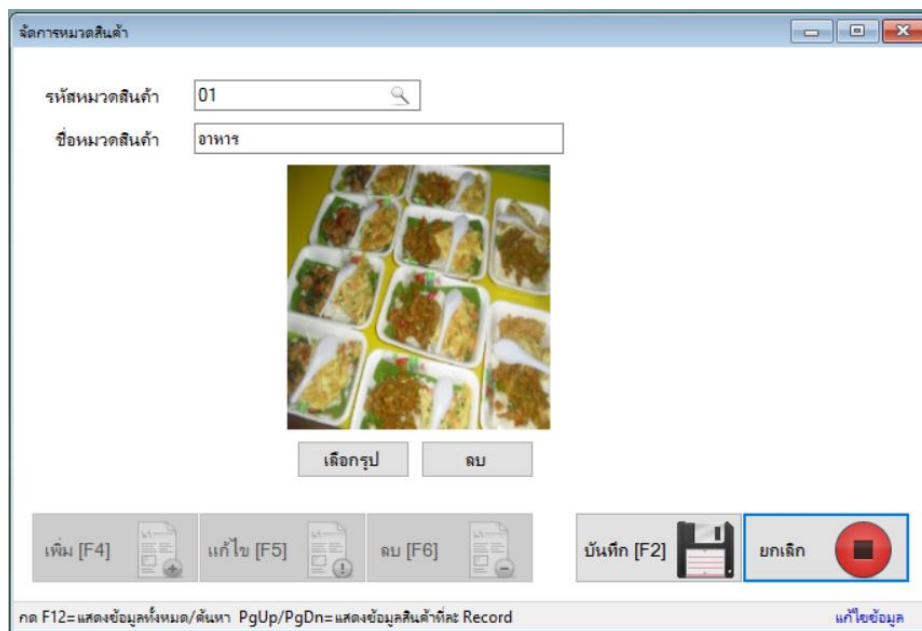 จัดการหมวดสินค้า
รหัสหมวดสินค้า 01
ชื่อหมวดสินค้า อาหาร
เลือกรูป ลบ
เพิ่ม [F4] แก้ไข [F5] ลบ [F6] บันทึก [F2] ยกเลิก
กด F12=แสดงข้อมูลทั้งหมด/ค้นหา PgUp/PgDn=แสดงข้อมูลสินค้าทีละ Record แก้ไขข้อมูล